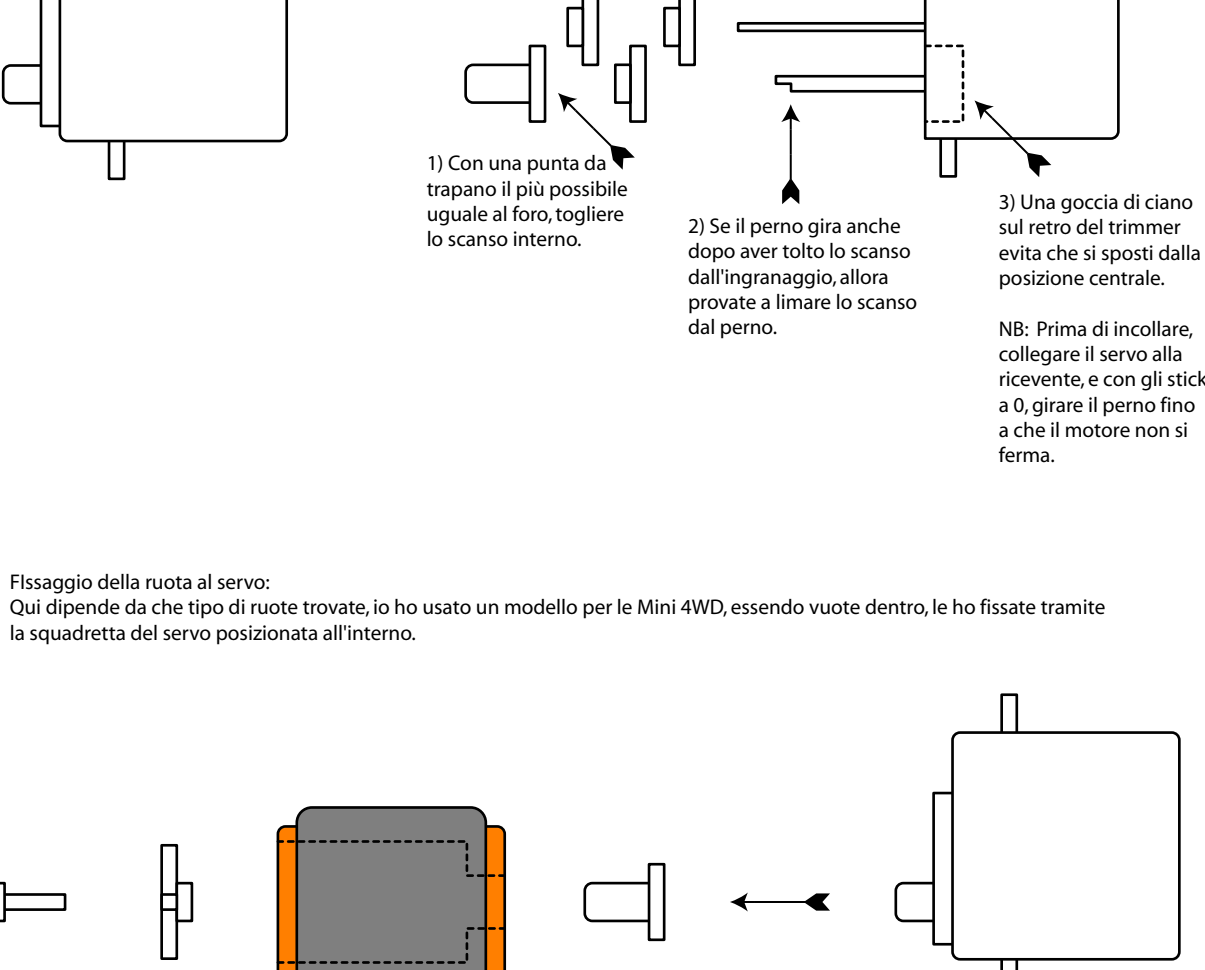 1) Con una punta da
trapano il più possibile
uguale al foro, togliere
lo scanso interno.
2) Se il perno gira anche
dopo aver tolto lo scanso
dall'ingranaggio, allora
provate a limare lo scanso
dal perno.
3) Una goccia di ciano
sul retro del trimmer
evita che si sposti dalla
posizione centrale.
NB: Prima di incollare,
collegare il servo alla
ricevente, e con gli stick
a 0, girare il perno fino
a che il motore non si
ferma.
FIssaggio della ruota al servo:
Qui dipende da che tipo di ruote trovate, io ho usato un modello per le Mini 4WD, essendo vuote dentro, le ho fissate tramite
la squadretta del servo posizionata all'interno.